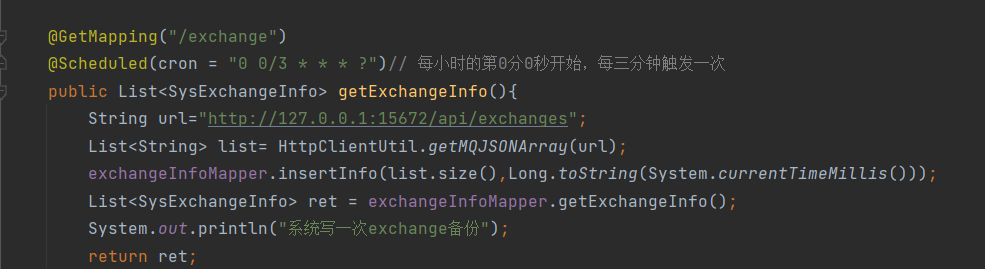 @GetMapping("/exchange")
@Scheduled(cron = "0 0/3 * * * ?")// 每小时的第0分0秒开始，每三分钟触发一次
public List<SysExchangeInfo> getExchangeInfo(){
String url="http://127.0.0.1:15672/api/exchanges";
List<String> list= HttpClientUtil.getMQJSONArray(url);
exchangeInfoMapper.insertInfo(list.size(),Long.toString(System.currentTimeMillis()));
List<SysExchangeInfo> ret = exchangeInfoMapper.getExchangeInfo();
System.out.println("系统写一次exchange备份");
return ret;